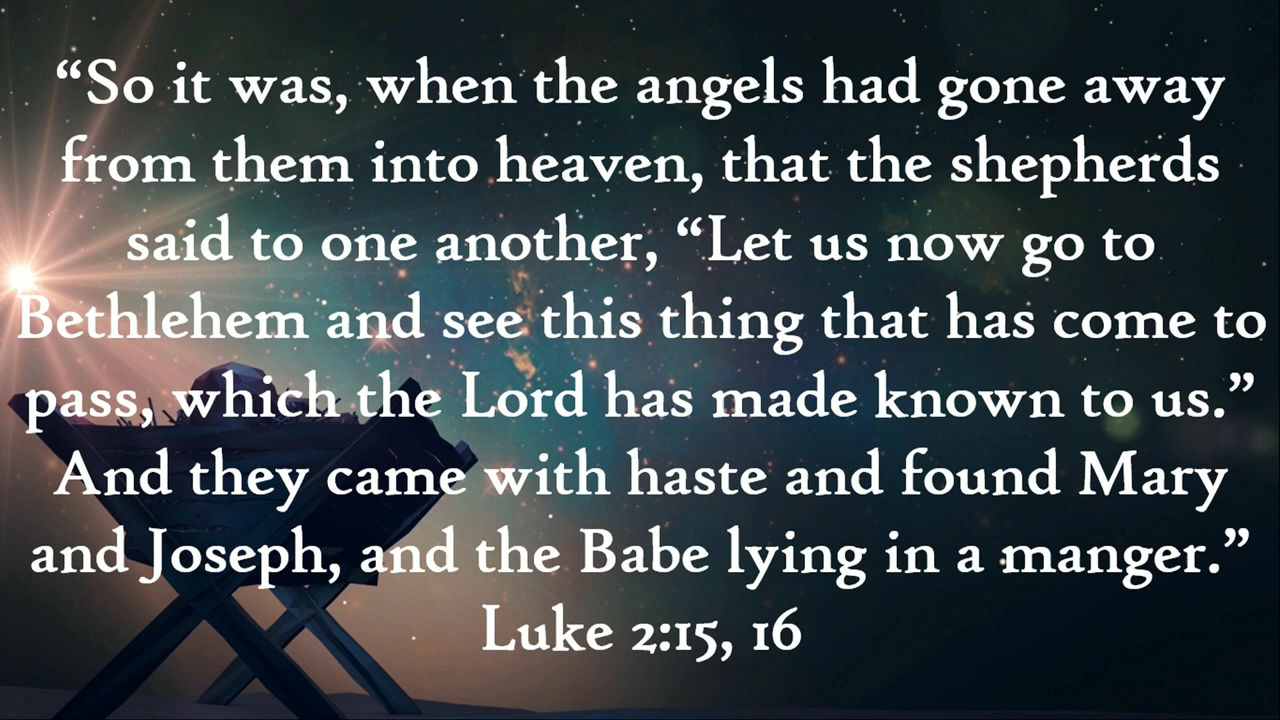 “So it was, when the angels had gone away
from them into heaven, that the shepherds
said to one another, “Let us now go to
Bethlehem and see this thing that has come to
pass, which the Lord has made known to us.”
And they came with haste and found Mary
and Joseph, and the Babe lying in a manger.”
Luke 2:15, 16